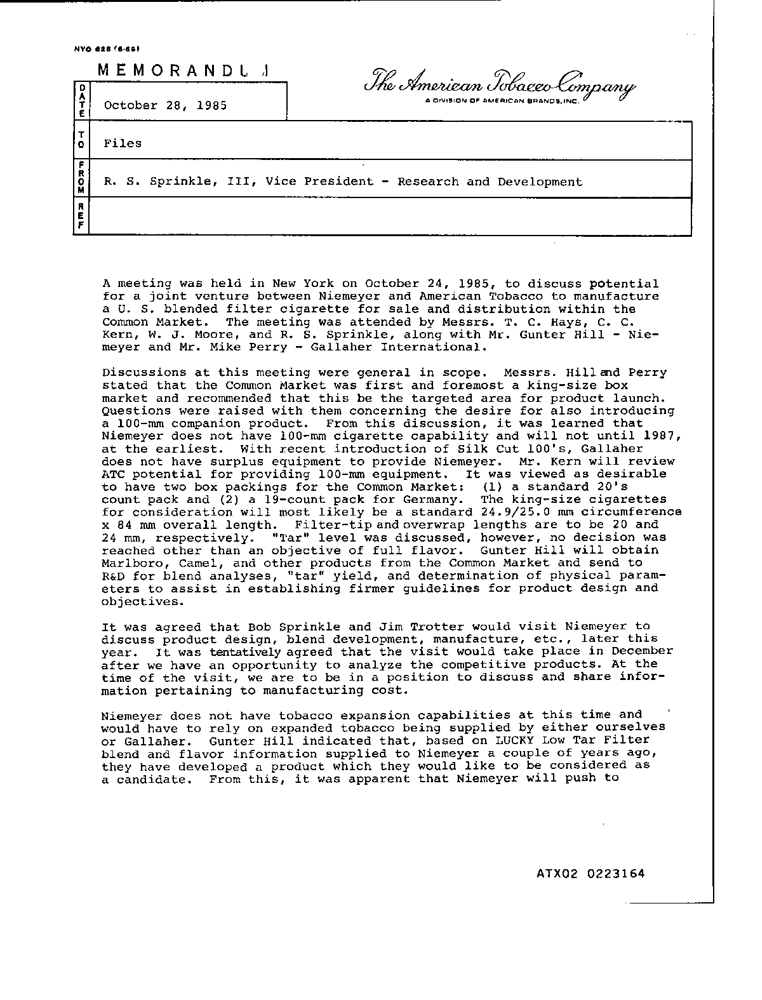 NYO 625 (6-66)
MEMORANDU
The American Tobacco Company
A DIVISION OF AMERICAN BRANDS, INC.
DATE
October 28, 1985
TO
Files
FROM
R. S. Sprinkle, III, Vice President - Research and Development
REF
A meeting was held in New York on October 24, 1985, to discuss potential
for a joint venture between Niemeyer and American Tobacco to manufacture
a U. S. blended filter cigarette for sale and distribution within the
Common Market. The meeting was attended by Messrs. T. C. Hays, C. C.
Kern, W. J. Moore, and R. S. Sprinkle, along with Mr. Gunter Hill - Nie-
meyer and Mr. Mike Perry - Gallaher International.
Discussions at this meeting were general in scope. Messrs. Hill and Perry
stated that the Common Market was first and foremost a king-size box
market and recommended that this be the targeted area for product launch.
Questions were raised with them concerning the desire for also introducing
a 100-mm companion product. From this discussion, it was learned that
Niemeyer does not have 100-mm cigarette capability and will not until 1987,
at the earliest. With recent introduction of Silk Cut 100's, Gallaher
does not have surplus equipment to provide Niemeyer. Mr. Kern will review
ATC potential for providing 100-mm equipment. It was viewed as desirable
to have two box packings for the Common Market: (1) a standard 20's
count pack and (2) a 19-count pack for Germany. The king-size cigarettes
for consideration will most likely be a standard 24.9/25.0 mm circumference
x 84 mm overall length. Filter-tip and overwrap lengths are to be 20 and
24 mm, respectively. "Tar" level was discussed, however, no decision was
reached other than an objective of full flavor. Gunter Hill will obtain
Marlboro, Camel, and other products from the Common Market and send to
R&D for blend analyses, "tar" yield, and determination of physical param-
eters to assist in establishing firmer guidelines for product design and
objectives.
It was agreed that Bob Sprinkle and Jim Trotter would visit Niemeyer to
discuss product design, blend development, manufacture, etc., later this
year. It was tentatively agreed that the visit would take place in December
after we have an opportunity to analyze the competitive products. At the
time of the visit, we are to be in a position to discuss and share infor-
mation pertaining to manufacturing cost.
Niemeyer does not have tobacco expansion capabilities at this time and
would have to rely on expanded tobacco being supplied by either ourselves
or Gallaher. Gunter Hill indicated that, based on LUCKY Low Tar Filter
blend and flavor information supplied to Niemeyer a couple of years ago,
they have developed a product which they would like to be considered as
a candidate. From this, it was apparent that Niemeyer will push to
ATX02 0223164